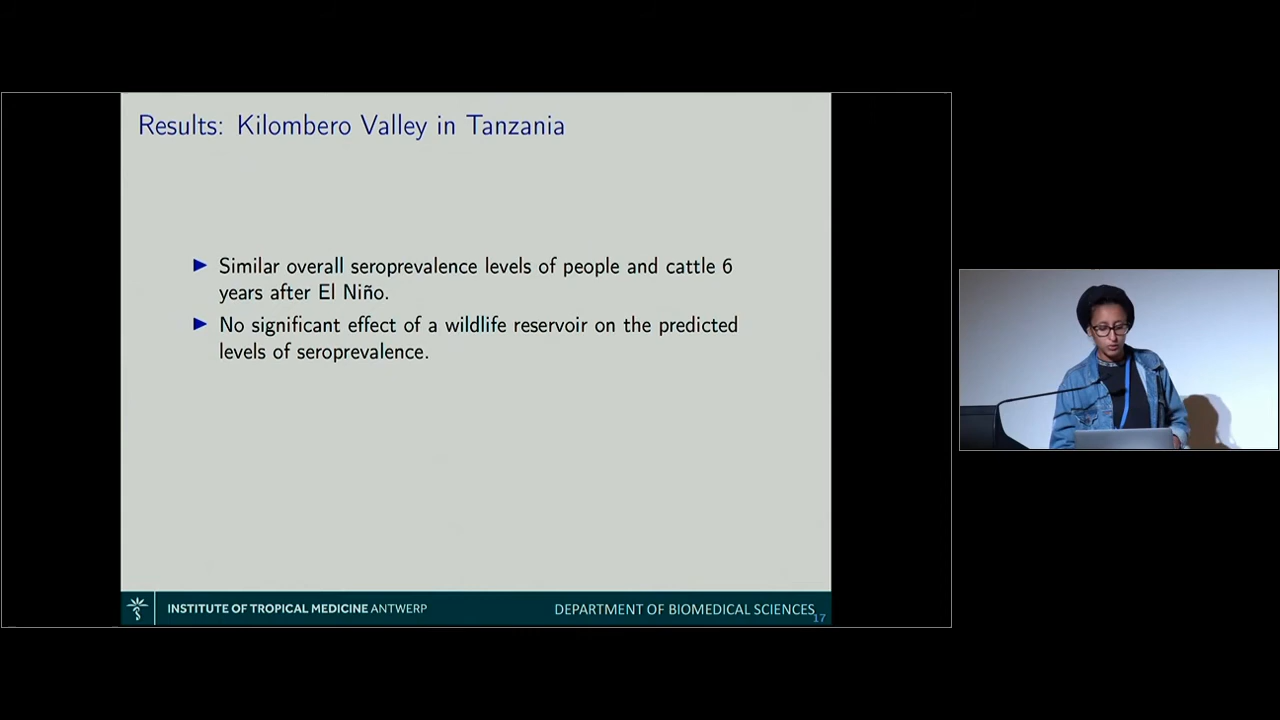 Results: Kilombero Valley in Tanzania
▶ Similar overall seroprevalence levels of people and cattle 6
years after El Niño.
▶ No significant effect of a wildlife reservoir on the predicted
levels of seroprevalence.
INSTITUTE OF TROPICAL MEDICINE ANTWERP
DEPARTMENT OF BIOMEDICAL SCIENCES
17